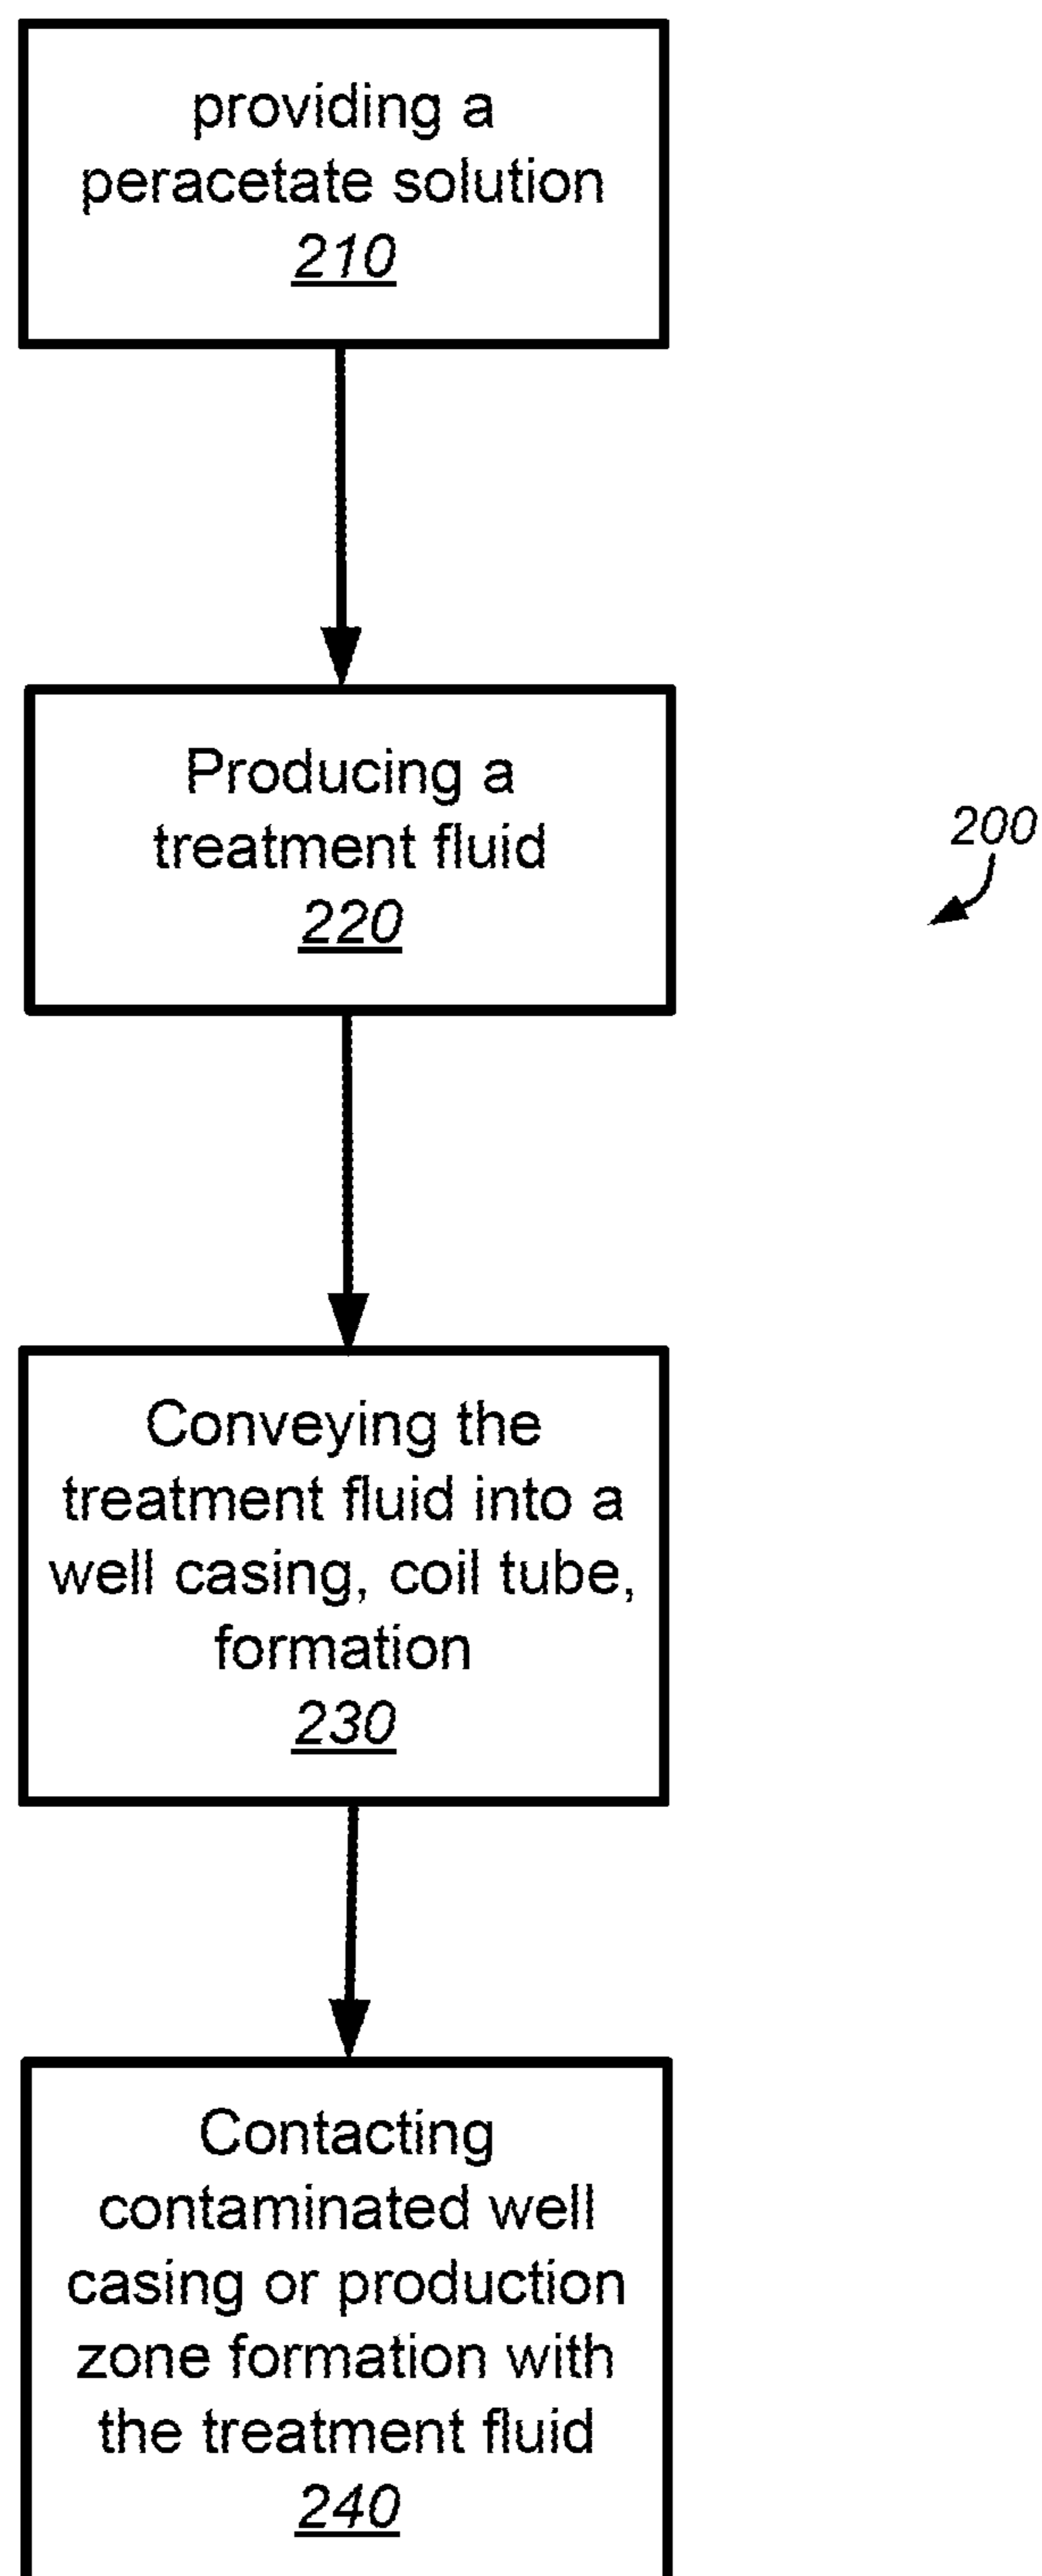 providing a
peracetate solution
210
Producing a
treatment fluid
220
200
Conveying the
treatment fluid into a
well casing, coil tube,
formation
230
Contacting
contaminated well
casing or production
zone formation with
the treatment fluid
240